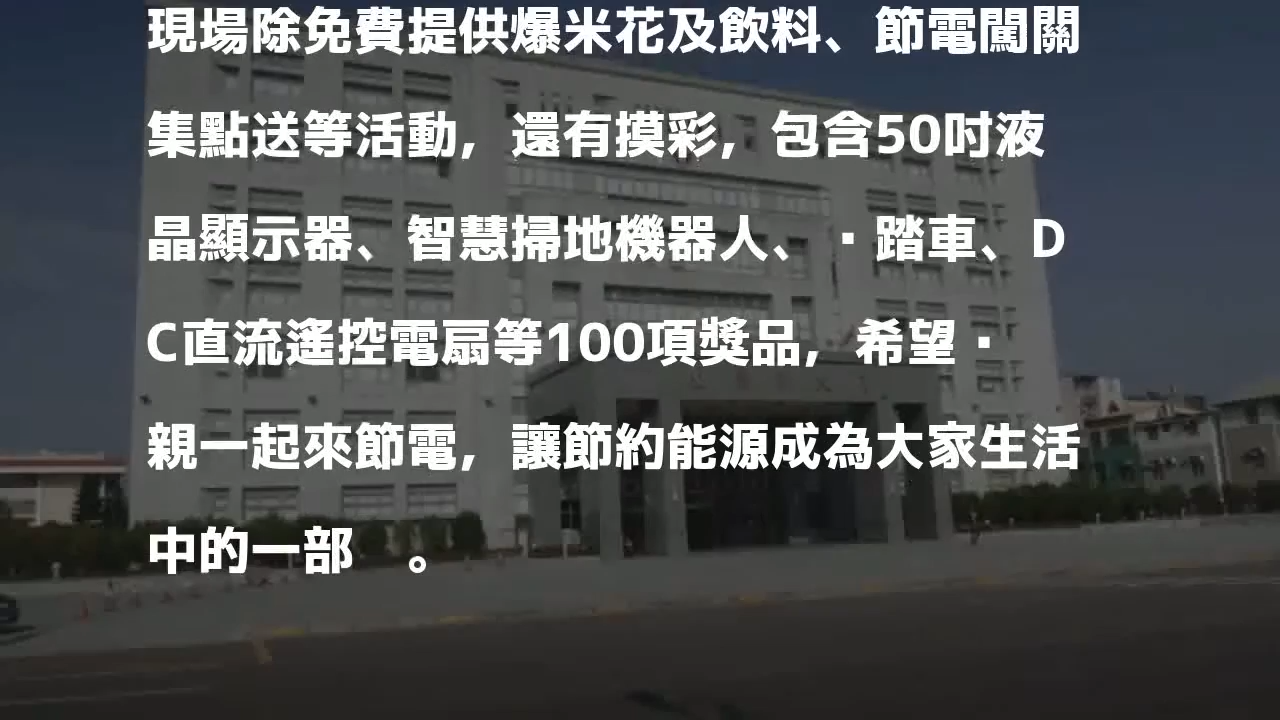 現場除免費提供爆米花及飲料、節電闖關
集點送等活動，還有摸彩，包含50吋液
晶顯示器、智慧掃地機器人、▪踏車、D
C直流遙控電扇等100項獎品，希望▪
親一起來節電，讓節約能源成為大家生活
中的一部　。